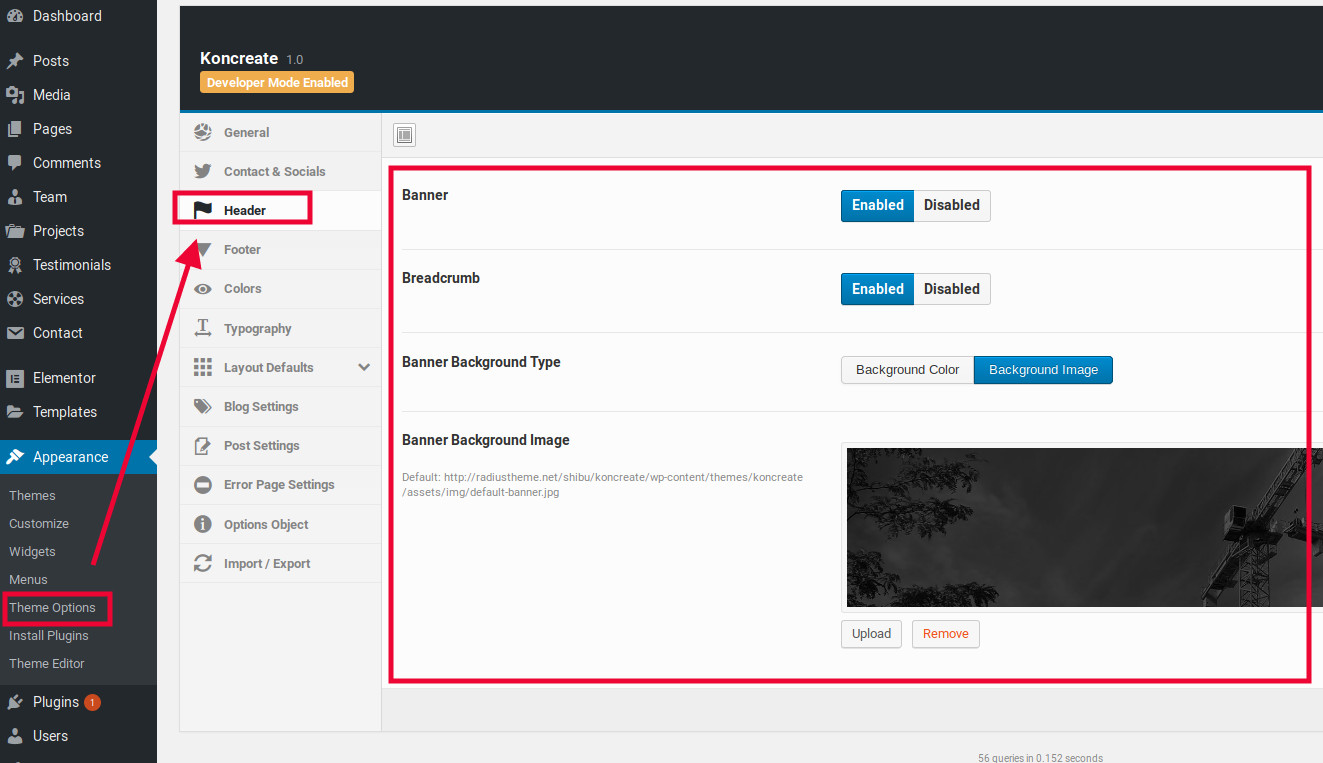 Dashboard
Posts
Media
Pages
Comments
Team
Projects
Testimonials
Services
Contact
Elementor
Templates
Appearance
Themes
Customize
Widgets
Menus
Theme Options
Install Plugins
Theme Editor
Plugins 1
Users
Koncreate 1.0
Developer Mode Enabled
General
Contact & Socials
Header
Footer
Colors
Typography
Layout Defaults
Blog Settings
Post Settings
Error Page Settings
Options Object
Import / Export
Banner
Enabled Disabled
Breadcrumb
Enabled Disabled
Banner Background Type
Background Color Background Image
Banner Background Image
Default: http://radiustheme.net/shibu/koncreate/wp-content/themes/koncreate
/assets/img/default-banner.jpg
Upload Remove
56 queries in 0.152 seconds